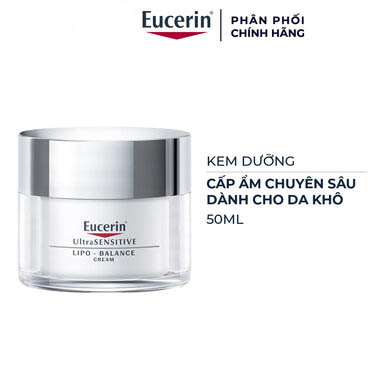 Eucerin®
PHÂN PHỐI
CHÍNH HÃNG
KEM DƯỠNG
CẤP ẨM CHUYÊN SÂU
DÀNH CHO DA KHÔ
50ML
Eucerin®
UltraSENSITIVE
LIPO - BALANCE
CREAM